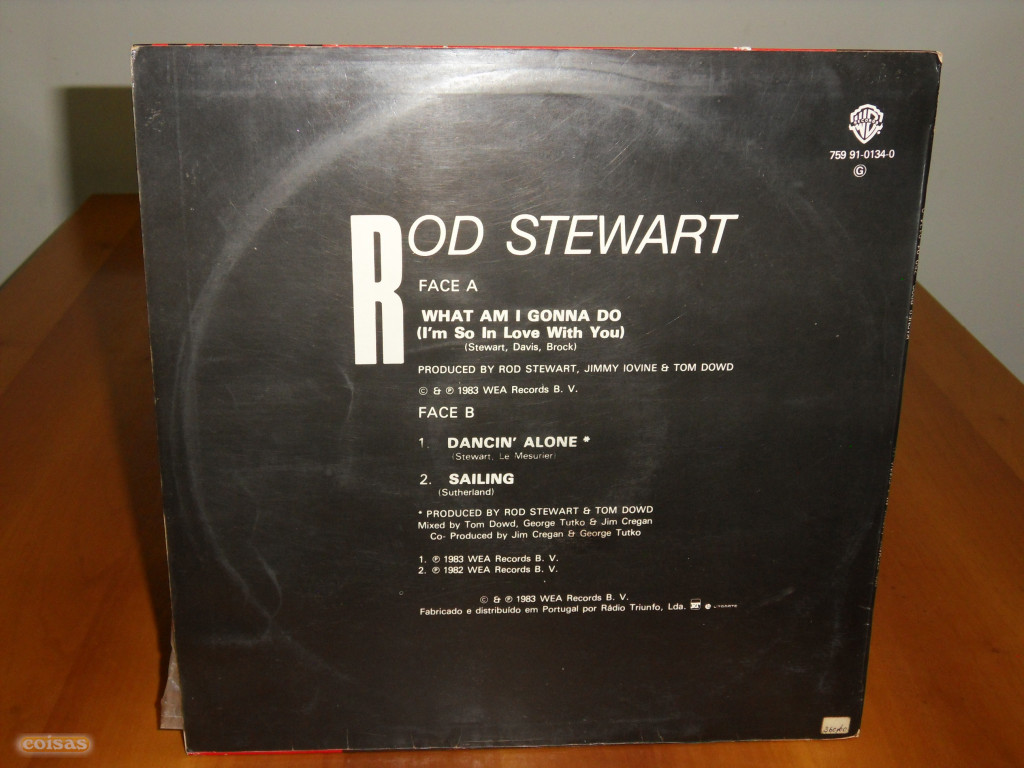 759 91-0134-0
G
ROD STEWART
FACE A
WHAT AM I GONNA DO
(I'm So In Love With You)
(Stewart, Davis, Brock)
PRODUCED BY ROD STEWART, JIMMY IOVINE & TOM DOWD
© & ℗ 1983 WEA Records B. V.
FACE B
1. DANCIN' ALONE *
(Stewart, Le Mesurier)
2. SAILING
(Sutherland)
* PRODUCED BY ROD STEWART & TOM DOWD
Mixed by Tom Dowd, George Tutko & Jim Cregan
Co- Produced by Jim Cregan & George Tutko
1. ℗ 1983 WEA Records B. V.
2. ℗ 1982 WEA Records B. V.
© & ℗ 1983 WEA Records B. V.
Fabricado e distribuído em Portugal por Rádio Triunfo, Lda.
coisas